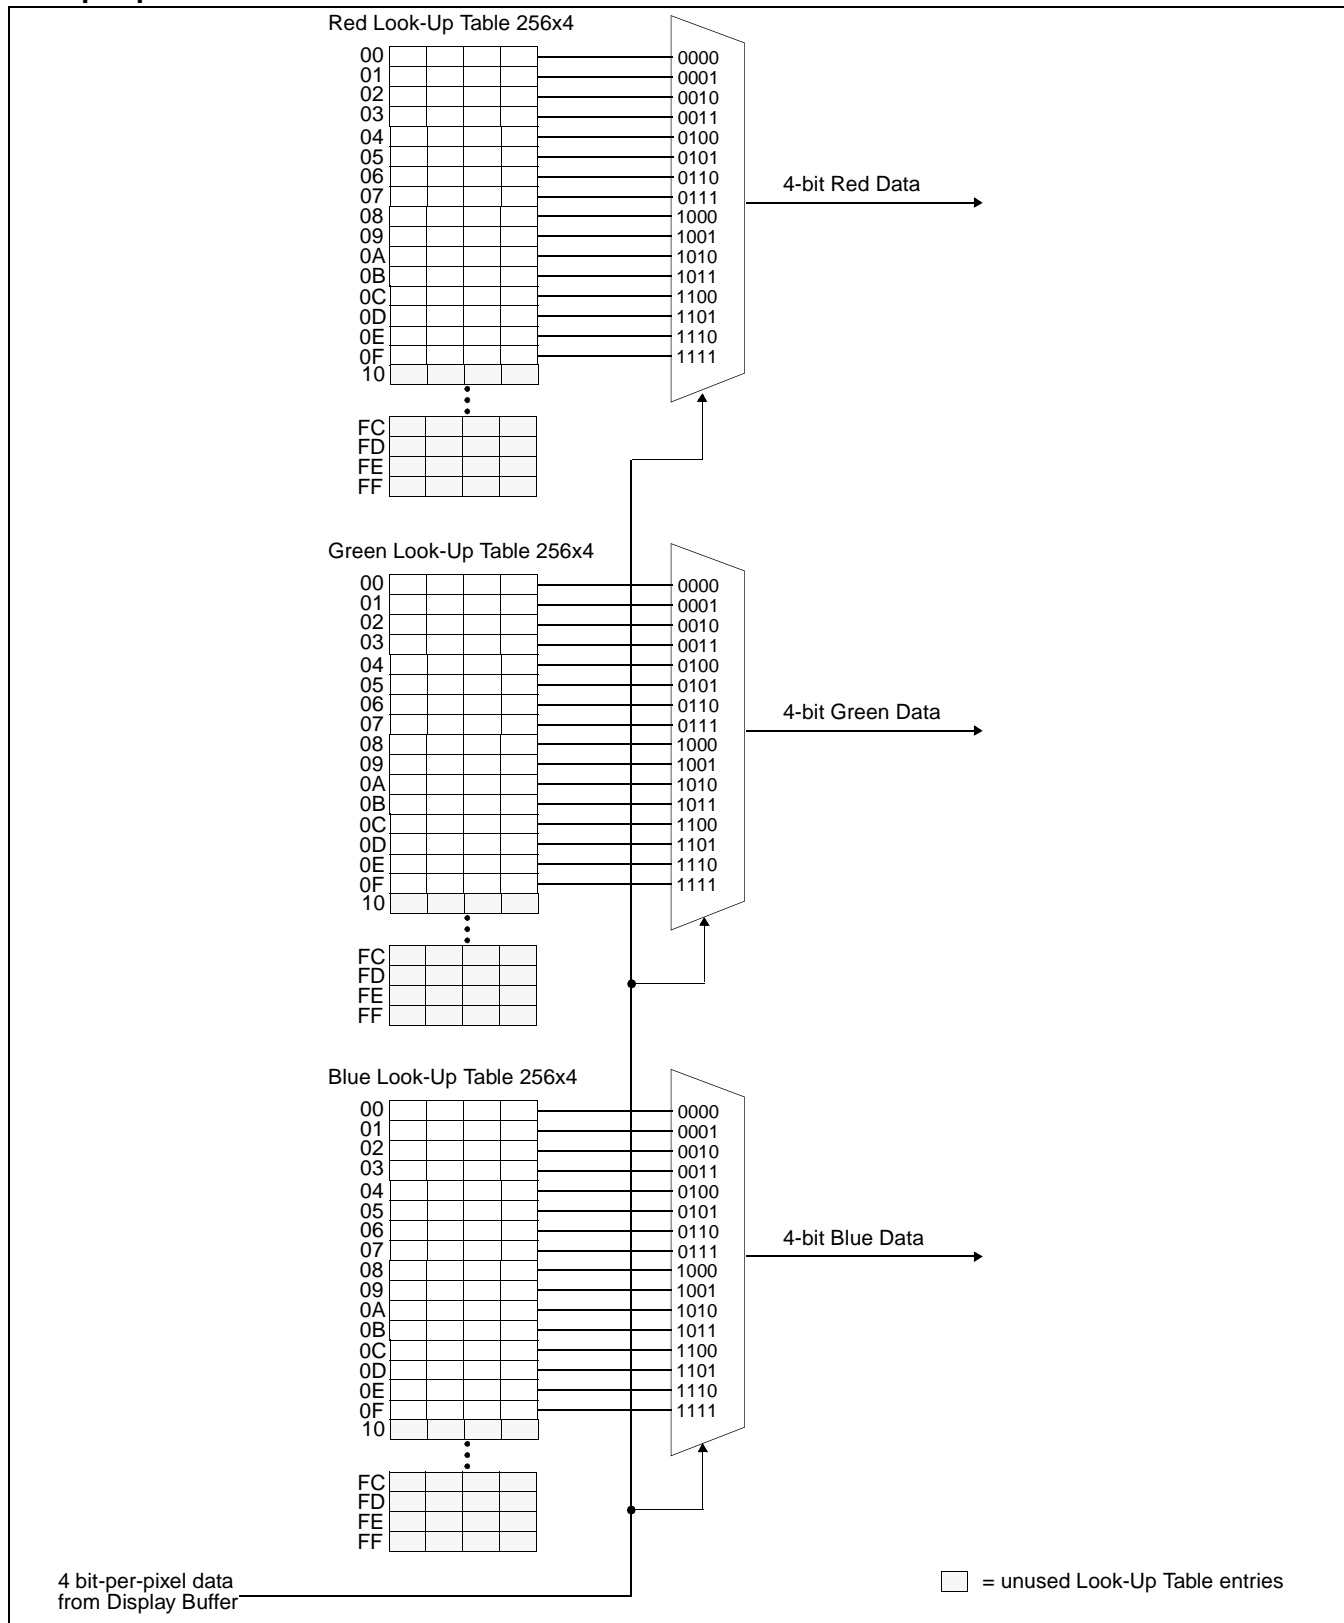 Red Look-Up Table 256x4
00 0000
01 0001
02 0010
03 0011
04 0100
05 0101
06 0110
07 0111
4-bit Red Data
08 1000
09 1001
0A 1010
0B 1011
0C 1100
0D 1101
0E 1110
0F 1111
10
FC
FD
FE
FF
Green Look-Up Table 256x4
00 0000
01 0001
02 0010
03 0011
04 0100
05 0101
06 0110
07 0111
4-bit Green Data
08 1000
09 1001
0A 1010
0B 1011
0C 1100
0D 1101
0E 1110
0F 1111
10
FC
FD
FE
FF
Blue Look-Up Table 256x4
00 0000
01 0001
02 0010
03 0011
04 0100
05 0101
06 0110
07 0111
4-bit Blue Data
08 1000
09 1001
0A 1010
0B 1011
0C 1100
0D 1101
0E 1110
0F 1111
10
FC
FD
FE
FF
4 bit-per-pixel data
from Display Buffer
= unused Look-Up Table entries